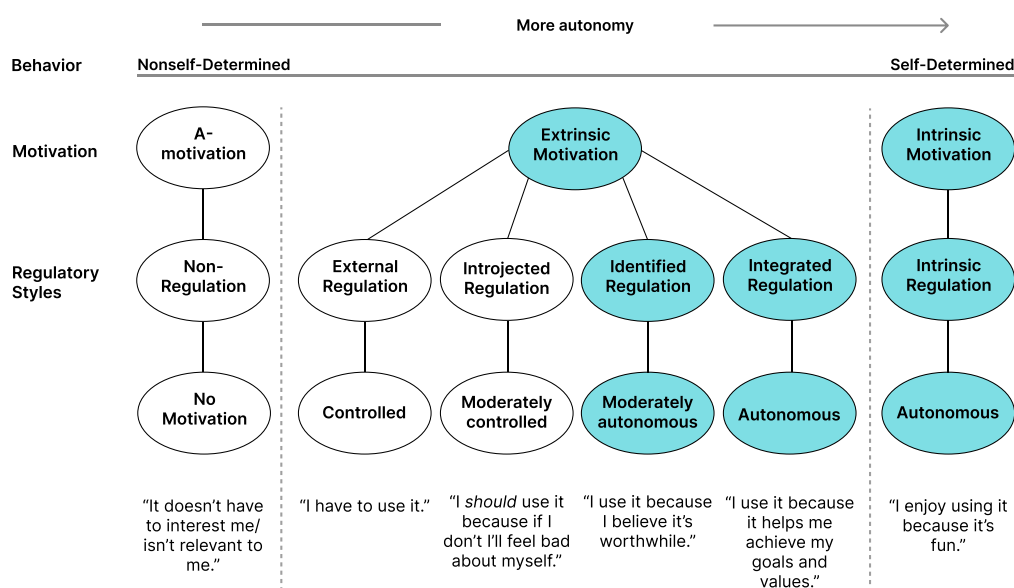 More autonomy
Behavior
Nonself-Determined
Self-Determined
Motivation
A-
motivation
Extrinsic
Motivation
Intrinsic
Motivation
Regulatory
Styles
Non-
Regulation
External
Regulation
Introjected
Regulation
Identified
Regulation
Integrated
Regulation
Intrinsic
Regulation
No
Motivation
Controlled
Moderately
controlled
Moderately
autonomous
Autonomous
Autonomous
“It doesn’t have
to interest me/
isn’t relevant to
me.”
“I have to use it.”
“I should use it
because if I
don’t I’ll feel bad
about myself.”
“I use it because
I believe it’s
worthwhile.”
“I use it because
it helps me
achieve my
goals and
values.”
“I enjoy using it
because it’s
fun.”